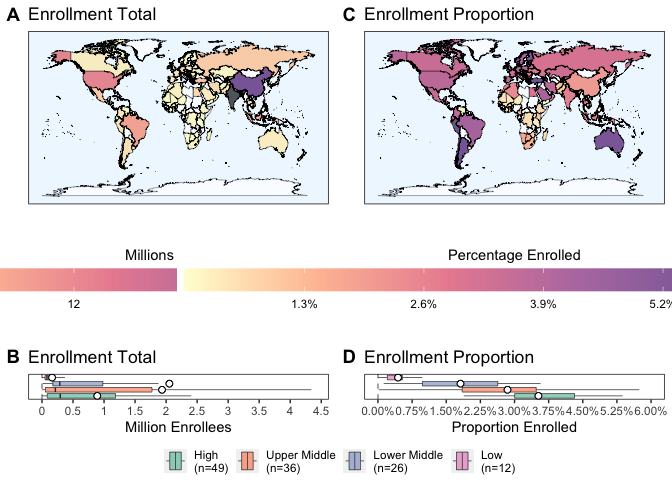 A Enrollment Total
C Enrollment Proportion
Millions
12
Percentage Enrolled
1.3% 2.6% 3.9% 5.2%
B Enrollment Total
0 0.5 1 1.5 2 2.5 3 3.5 4 4.5
Million Enrollees
D Enrollment Proportion
0.00% 0.75% 1.50% 2.25% 3.00% 3.75% 4.50% 5.25% 6.00%
Proportion Enrolled
High
(n=49)
Upper Middle
(n=36)
Lower Middle
(n=26)
Low
(n=12)